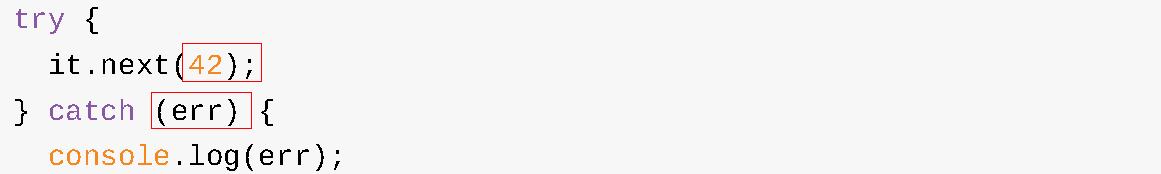 try {
  it.next(42);
} catch (err) {
  console.log(err);